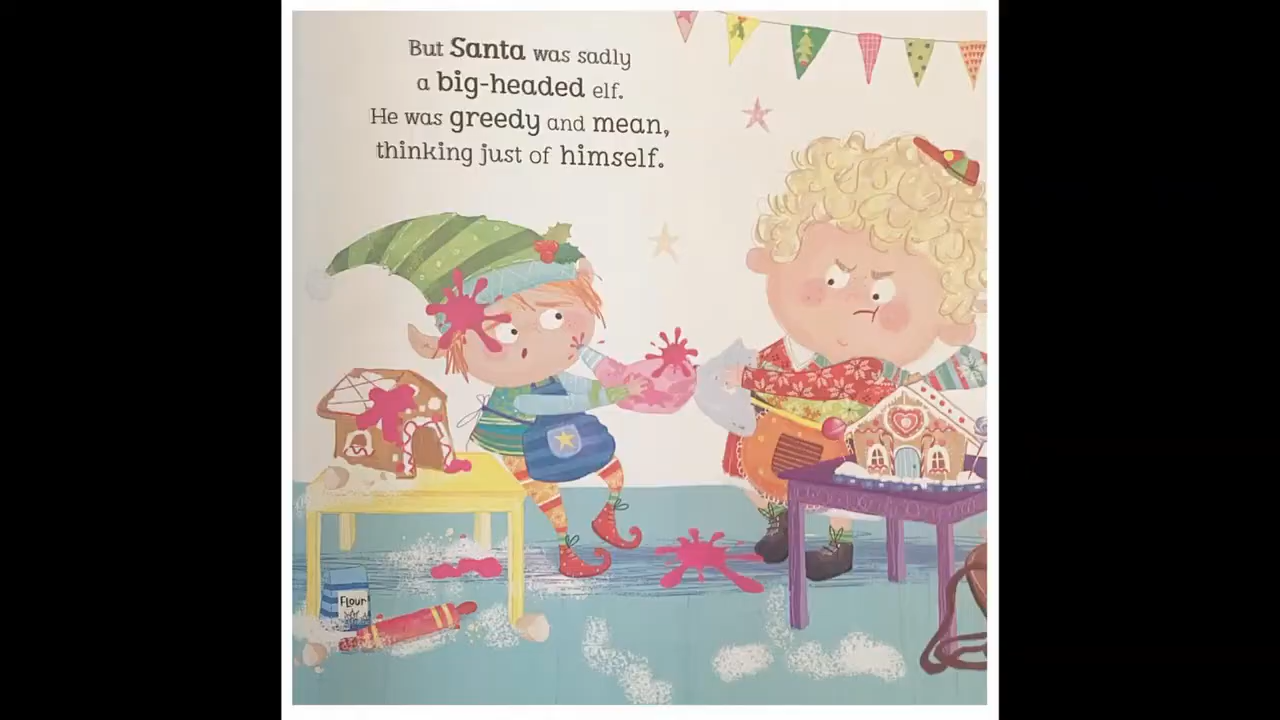 But Santa was sadly
a big-headed elf.
He was greedy and mean,
thinking just of himself.
Flour